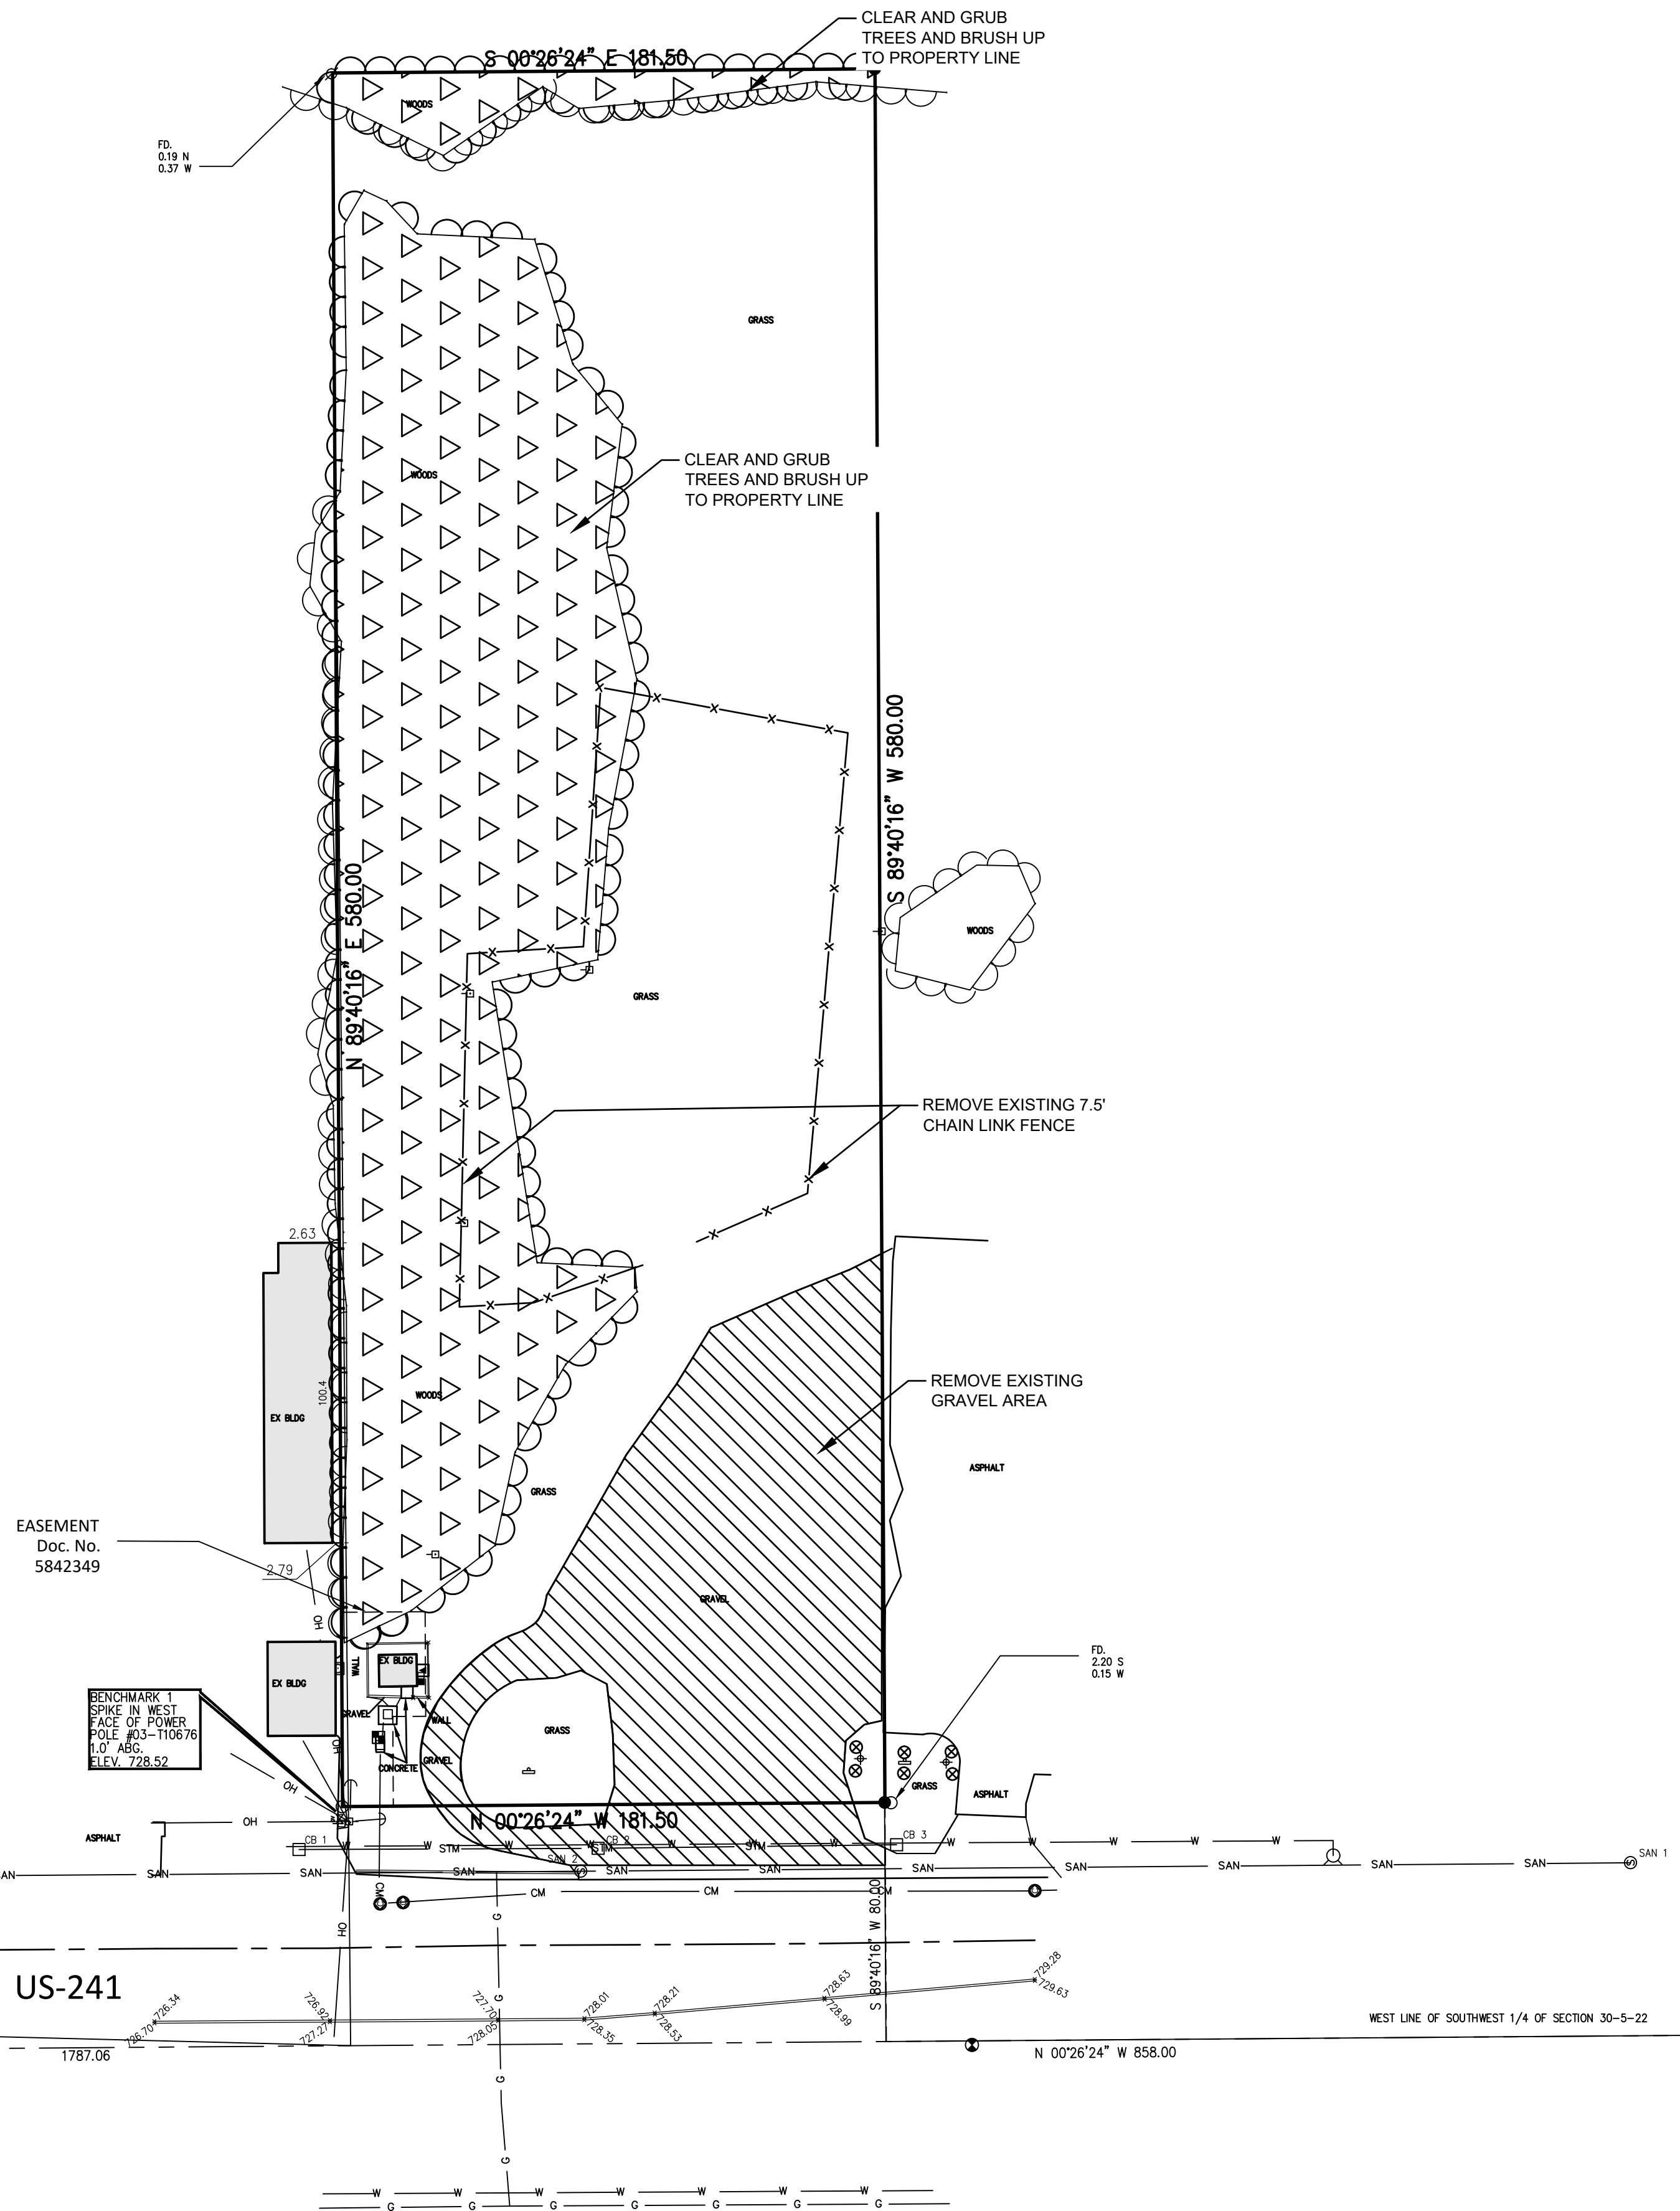 CLEAR AND GRUB
TREES AND BRUSH UP
TO PROPERTY LINE
S 00°26'24" E 181.50
WOODS
FD.
0.19 N
0.37 W
GRASS
CLEAR AND GRUB
TREES AND BRUSH UP
TO PROPERTY LINE
WOODS
S 89°40'16" W 580.00
N 89°40'16" E 580.00
WOODS
GRASS
REMOVE EXISTING 7.5'
CHAIN LINK FENCE
2.63
100.4
EX BLDG
WOODS
REMOVE EXISTING
GRAVEL AREA
ASPHALT
GRASS
EASEMENT
Doc. No.
5842349
2.79
OH
GRAVEL
FD.
2.20 S
0.15 W
WALL
EX BLDG
EX BLDG
GRAVEL
WALL
GRASS
BENCHMARK 1
SPIKE IN WEST
FACE OF POWER
POLE #03-T10676
1.0' ABG.
ELEV. 728.52
OH
GRAVEL
CONCRETE
OH
GRASS
ASPHALT
OH
N 00°26'24" W 181.50
ASPHALT
CB 1
CB 2
CB 3
W W W W W W W W W W W W
STM STM STM
SAN 2
SAN 1
SAN SAN SAN SAN SAN SAN SAN SAN SAN SAN SAN
CM
CM CM CM
G
OH
S 89°40'16" W 80.00
US-241
726.34
726.70
726.92
727.27
727.70
728.05
G
728.01
728.35
728.21
728.53
728.63
728.99
729.28
729.63
WEST LINE OF SOUTHWEST 1/4 OF SECTION 30-5-22
1787.06
N 00°26'24" W 858.00
G
G
W W W W W W W
G G G G G G G